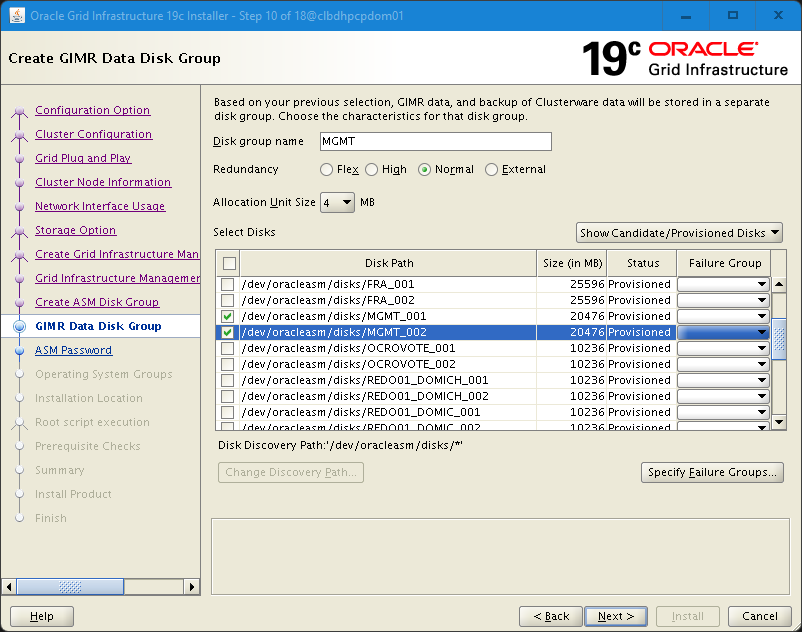 Oracle Grid Infrastructure 19c Installer - Step 10 of 18@clbdhpcpdom01
Create GIMR Data Disk Group
19c ORACLE
Grid Infrastructure
Configuration Option
Cluster Configuration
Grid Plug and Play
Cluster Node Information
Network Interface Usage
Storage Option
Create Grid Infrastructure Man
Grid Infrastructure Managemer
Create ASM Disk Group
GIMR Data Disk Group
ASM Password
Operating System Groups
Installation Location
Root script execution
Prerequisite Checks
Summary
Install Product
Finish
Based on your previous selection, GIMR data, and backup of Clusterware data will be stored in a separate
disk group. Choose the characteristics for that disk group.
Disk group name MGMT
Redundancy Flex High Normal External
Allocation Unit Size 4 MB
Select Disks Show Candidate/Provisioned Disks
Disk Path Size (in MB) Status Failure Group
/dev/oracleasm/disks/FRA_001 25596 Provisioned
/dev/oracleasm/disks/FRA_002 25596 Provisioned
/dev/oracleasm/disks/MGMT_001 20476 Provisioned
/dev/oracleasm/disks/MGMT_002 20476 Provisioned
/dev/oracleasm/disks/OCROVOTE_001 10236 Provisioned
/dev/oracleasm/disks/OCROVOTE_002 10236 Provisioned
/dev/oracleasm/disks/REDO01_DOMICH_001 10236 Provisioned
/dev/oracleasm/disks/REDO01_DOMICH_002 10236 Provisioned
/dev/oracleasm/disks/REDO01_DOMIC_001 10236 Provisioned
/dev/oracleasm/disks/REDO01_DOMIC_002 10236 Provisioned
Disk Discovery Path:'/dev/oracleasm/disks/*'
Change Discovery Path... Specify Failure Groups...
Help < Back Next > Install Cancel